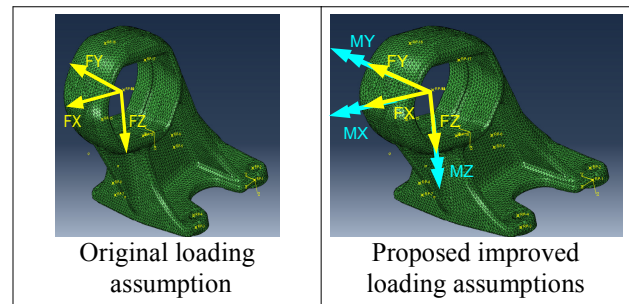 FY
FX
FZ
MY
FY
FX
MX
FZ
MZ
Original loading
assumption
Proposed improved
loading assumptions